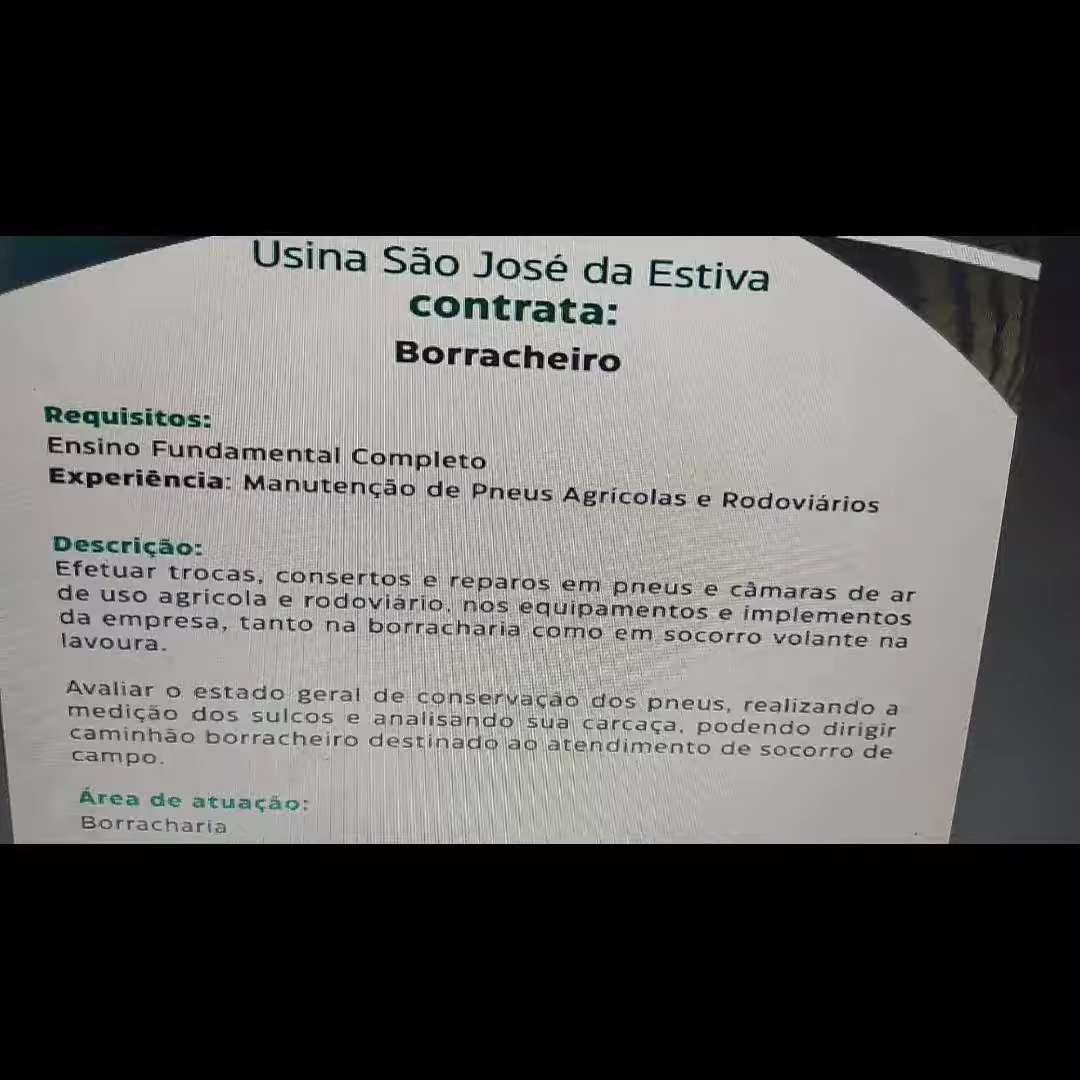 Usina São José da Estiva
contrata:
Borracheiro
Requisitos:
Ensino Fundamental Completo
Experiência: Manutenção de Pneus Agrícolas e Rodoviários
Descrição:
Efetuar trocas, consertos e reparos em pneus e câmaras de ar
de uso agrícola e rodoviário, nos equipamentos e implementos
da empresa, tanto na borracharia como em socorro volante na
lavoura.
Avaliar o estado geral de conservação dos pneus, realizando a
medição dos sulcos e analisando sua carcaça, podendo dirigir
caminhão borracheiro destinado ao atendimento de socorro de
campo.
Área de atuação:
Borracharia